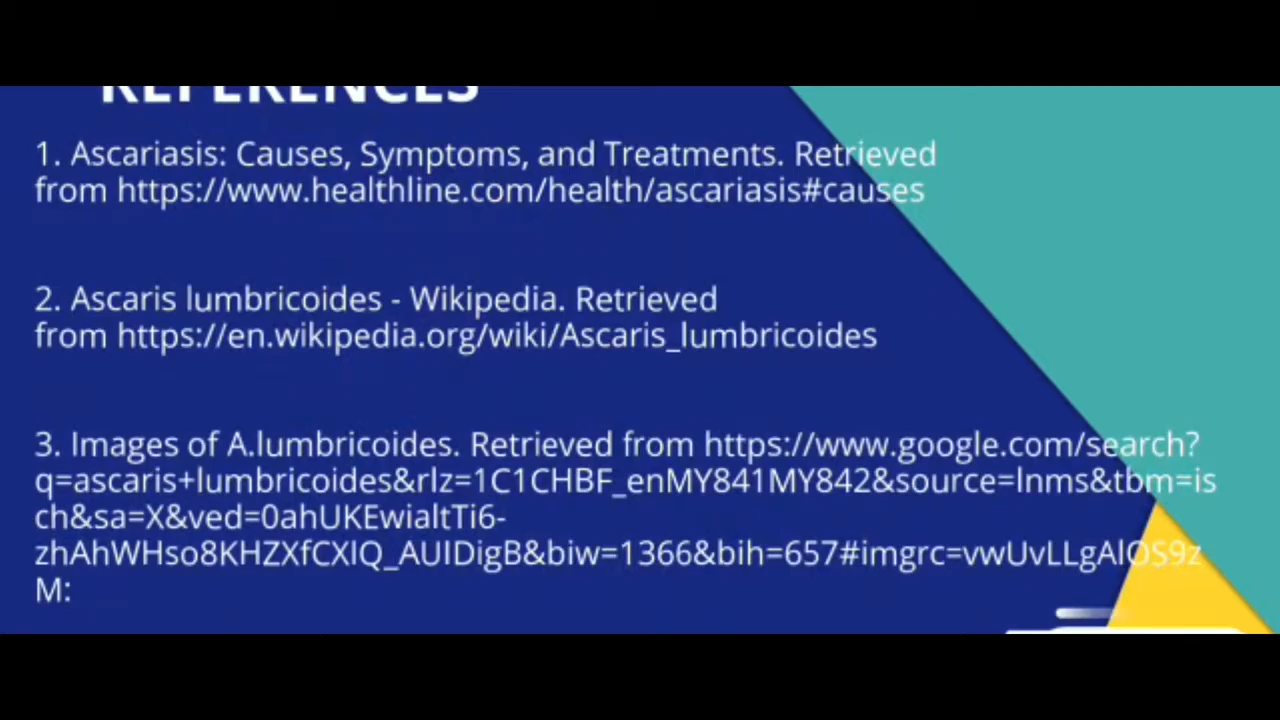 REFERENCES
1. Ascariasis: Causes, Symptoms, and Treatments. Retrieved
from https://www.healthline.com/health/ascariasis#causes
2. Ascaris lumbricoides - Wikipedia. Retrieved
from https://en.wikipedia.org/wiki/Ascaris_lumbricoides
3. Images of A.lumbricoides. Retrieved from https://www.google.com/search?
q=ascaris+lumbricoides&rlz=1C1CHBF_enMY841MY842&source=lnms&tbm=is
ch&sa=X&ved=0ahUKEwialtTi6-
zhAhWHso8KHZXfCXIQ_AUIDigB&biw=1366&bih=657#imgrc=vwUvLLgAlOS9z
M: